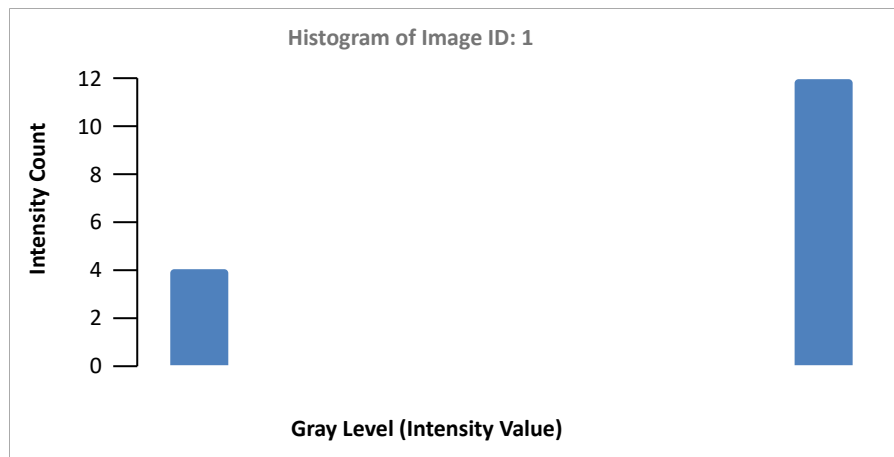 Histogram of Image ID: 1
12
10
8
6
4
2
0
Intensity Count
Gray Level (Intensity Value)